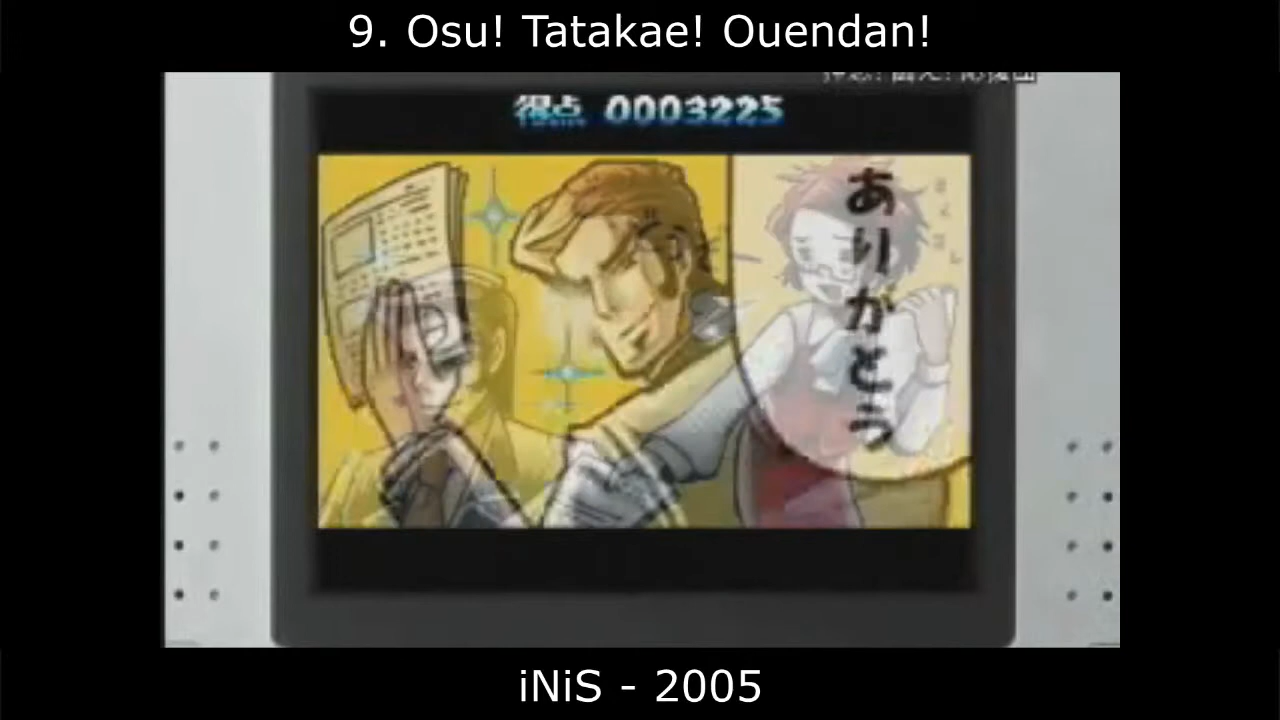 9. Osu! Tatakae! Ouendan!
得点 0003225
ありがとう
iNiS - 2005